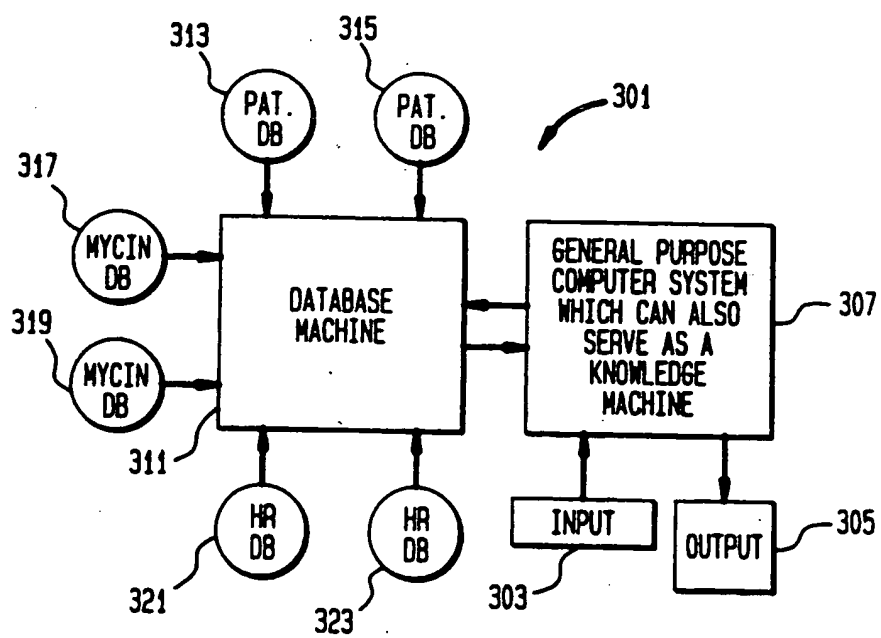 313
315
301
PAT.
DB
PAT.
DB
317
MYCIN
DB
319
MYCIN
DB
311
DATABASE
MACHINE
GENERAL PURPOSE
COMPUTER SYSTEM
WHICH CAN ALSO
SERVE AS A
KNOWLEDGE
MACHINE
307
HR
DB
321
HR
DB
323
INPUT
303
OUTPUT
305